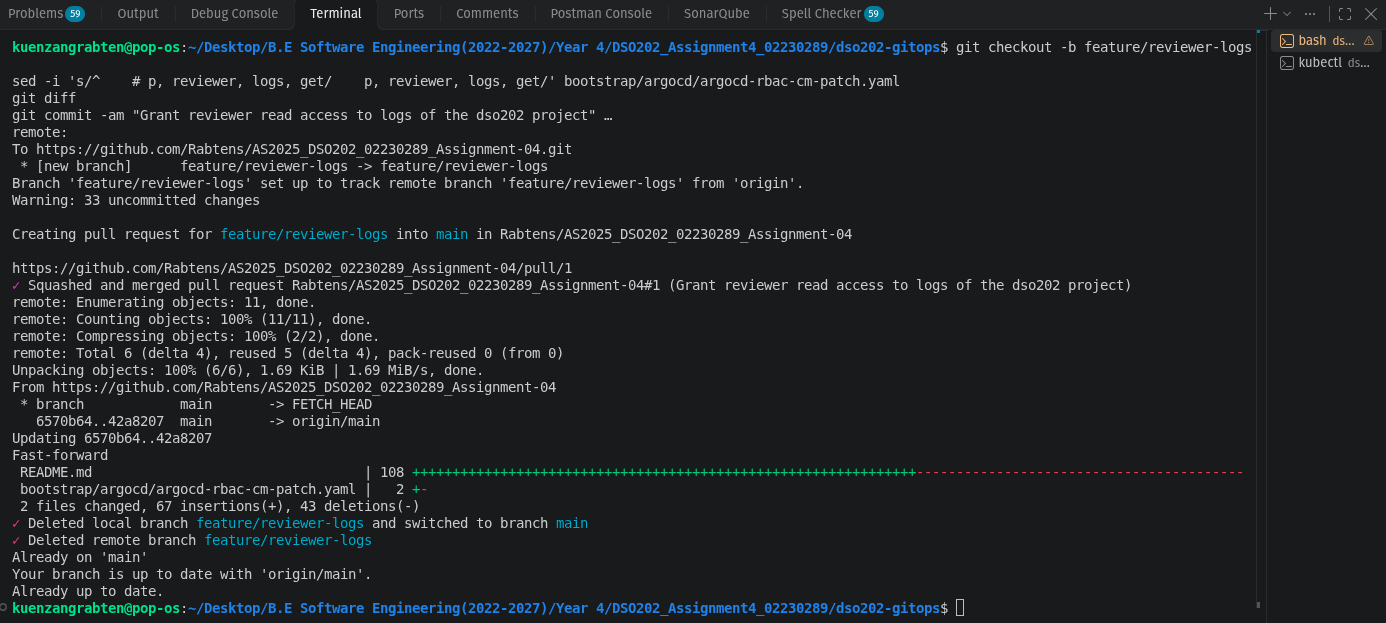 Problems 59 Output Debug Console Terminal Ports Comments Postman Console SonarQube Spell Checker 59
kuenzangrabten@pop-os:~/Desktop/B.E Software Engineering(2022-2027)/Year 4/DSO202_Assignment4_02230289/dso202-gitops$ git checkout -b feature/reviewer-logs
bash ds...
kubectl ds...
sed -i 's/^    # p, reviewer, logs, get/    p, reviewer, logs, get/' bootstrap/argocd/argocd-rbac-cm-patch.yaml
git diff
git commit -am "Grant reviewer read access to logs of the dso202 project" …
remote:
To https://github.com/Rabtens/AS2025_DSO202_02230289_Assignment-04.git
 * [new branch]      feature/reviewer-logs -> feature/reviewer-logs
Branch 'feature/reviewer-logs' set up to track remote branch 'feature/reviewer-logs' from 'origin'.
Warning: 33 uncommitted changes
Creating pull request for feature/reviewer-logs into main in Rabtens/AS2025_DSO202_02230289_Assignment-04
https://github.com/Rabtens/AS2025_DSO202_02230289_Assignment-04/pull/1
✓ Squashed and merged pull request Rabtens/AS2025_DSO202_02230289_Assignment-04#1 (Grant reviewer read access to logs of the dso202 project)
remote: Enumerating objects: 11, done.
remote: Counting objects: 100% (11/11), done.
remote: Compressing objects: 100% (2/2), done.
remote: Total 6 (delta 4), reused 5 (delta 4), pack-reused 0 (from 0)
Unpacking objects: 100% (6/6), 1.69 KiB | 1.69 MiB/s, done.
From https://github.com/Rabtens/AS2025_DSO202_02230289_Assignment-04
 * branch            main       -> FETCH_HEAD
   6570b64..42a8207  main       -> origin/main
Updating 6570b64..42a8207
Fast-forward
 README.md                                  | 108 +++++++++++++++++++++++++++++++++++++++++++++++++++++++++++++++-----------------------------------------
 bootstrap/argocd/argocd-rbac-cm-patch.yaml |   2 +-
 2 files changed, 67 insertions(+), 43 deletions(-)
✓ Deleted local branch feature/reviewer-logs and switched to branch main
✓ Deleted remote branch feature/reviewer-logs
Already on 'main'
Your branch is up to date with 'origin/main'.
Already up to date.
kuenzangrabten@pop-os:~/Desktop/B.E Software Engineering(2022-2027)/Year 4/DSO202_Assignment4_02230289/dso202-gitops$